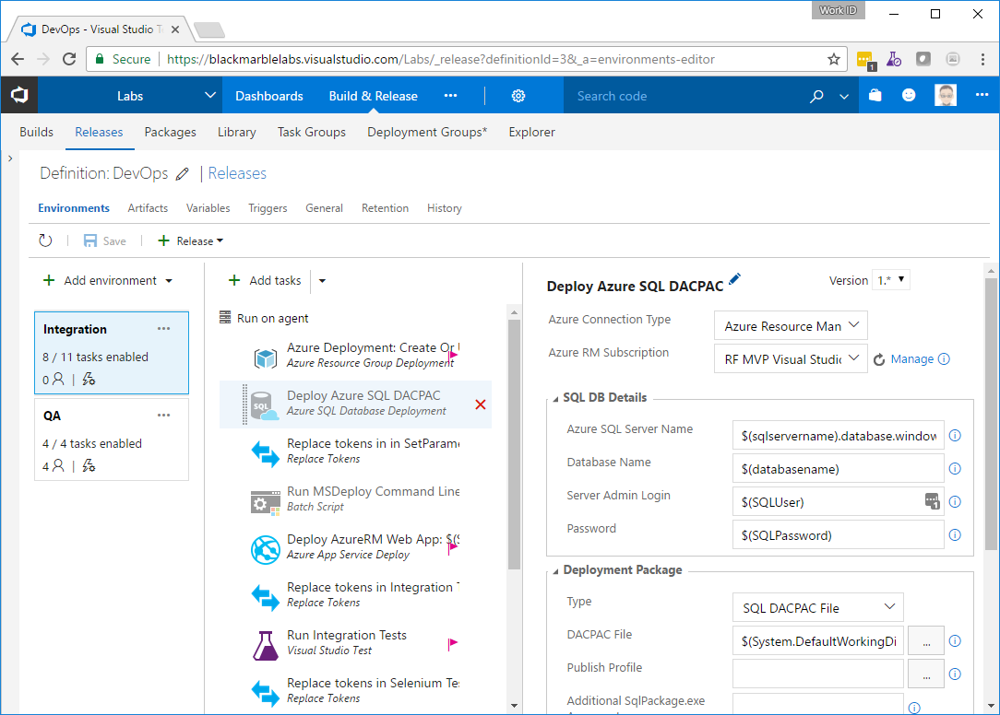 Work ID
DevOps - Visual Studio
Secure https://blackmarblelabs.visualstudio.com/Labs/_release?definitionId=3&_a=environments-editor
1
Labs Dashboards Build & Release Search code
Builds Releases Packages Library Task Groups Deployment Groups* Explorer
Definition: DevOps | Releases
Environments Artifacts Variables Triggers General Retention History
Save Release
Add environment
Integration
8 / 11 tasks enabled
0
QA
4 / 4 tasks enabled
4
Add tasks
Run on agent
Azure Deployment: Create Or
Azure Resource Group Deployment
SQL
Deploy Azure SQL DACPAC
Azure SQL Database Deployment
Replace tokens in in SetParame
Replace Tokens
Run MSDeploy Command Line
Batch Script
Deploy AzureRM Web App: $(S
Azure App Service Deploy
Replace tokens in Integration T
Replace Tokens
Run Integration Tests
Visual Studio Test
Replace tokens in Selenium Tes
Replace Tokens
Deploy Azure SQL DACPAC
Version 1.*
Azure Connection Type Azure Resource Man
Azure RM Subscription RF MVP Visual Studi Manage
SQL DB Details
Azure SQL Server Name $(sqlservername).database.window
Database Name $(databasename)
Server Admin Login $(SQLUser) 1
Password $(SQLPassword)
Deployment Package
Type SQL DACPAC File
DACPAC File $(System.DefaultWorkingDi ...
Publish Profile ...
Additional SqlPackage.exe